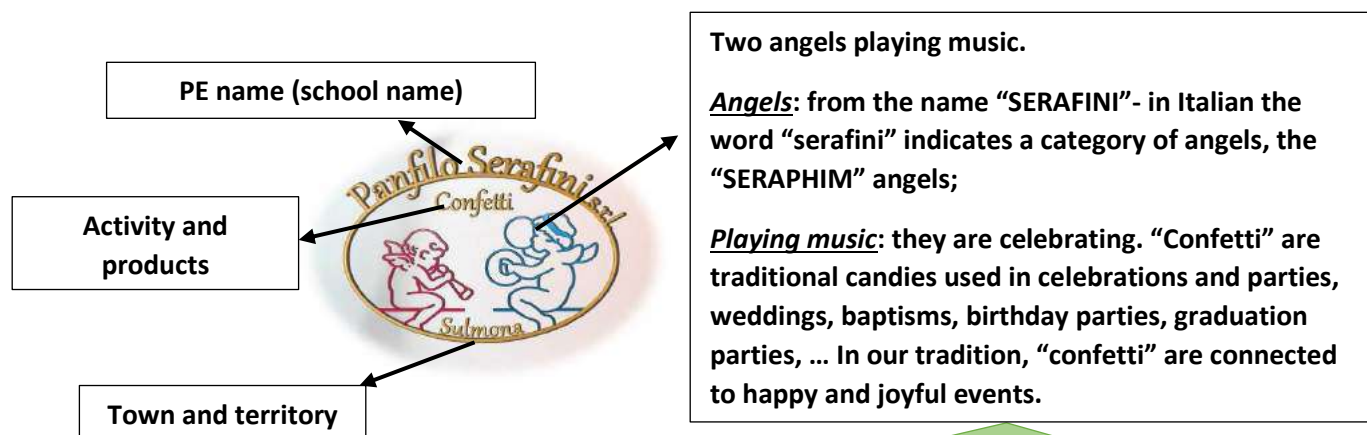 PE name (school name)
Activity and
products
Town and territory
Panfilo Serafini s.r.l
Confetti
Sulmona
Two angels playing music.
Angels: from the name “SERAFINI”- in Italian the
word “serafini” indicates a category of angels, the
“SERAPHIM” angels;
Playing music: they are celebrating. “Confetti” are
traditional candies used in celebrations and parties,
weddings, baptisms, birthday parties, graduation
parties, … In our tradition, “confetti” are connected
to happy and joyful events.